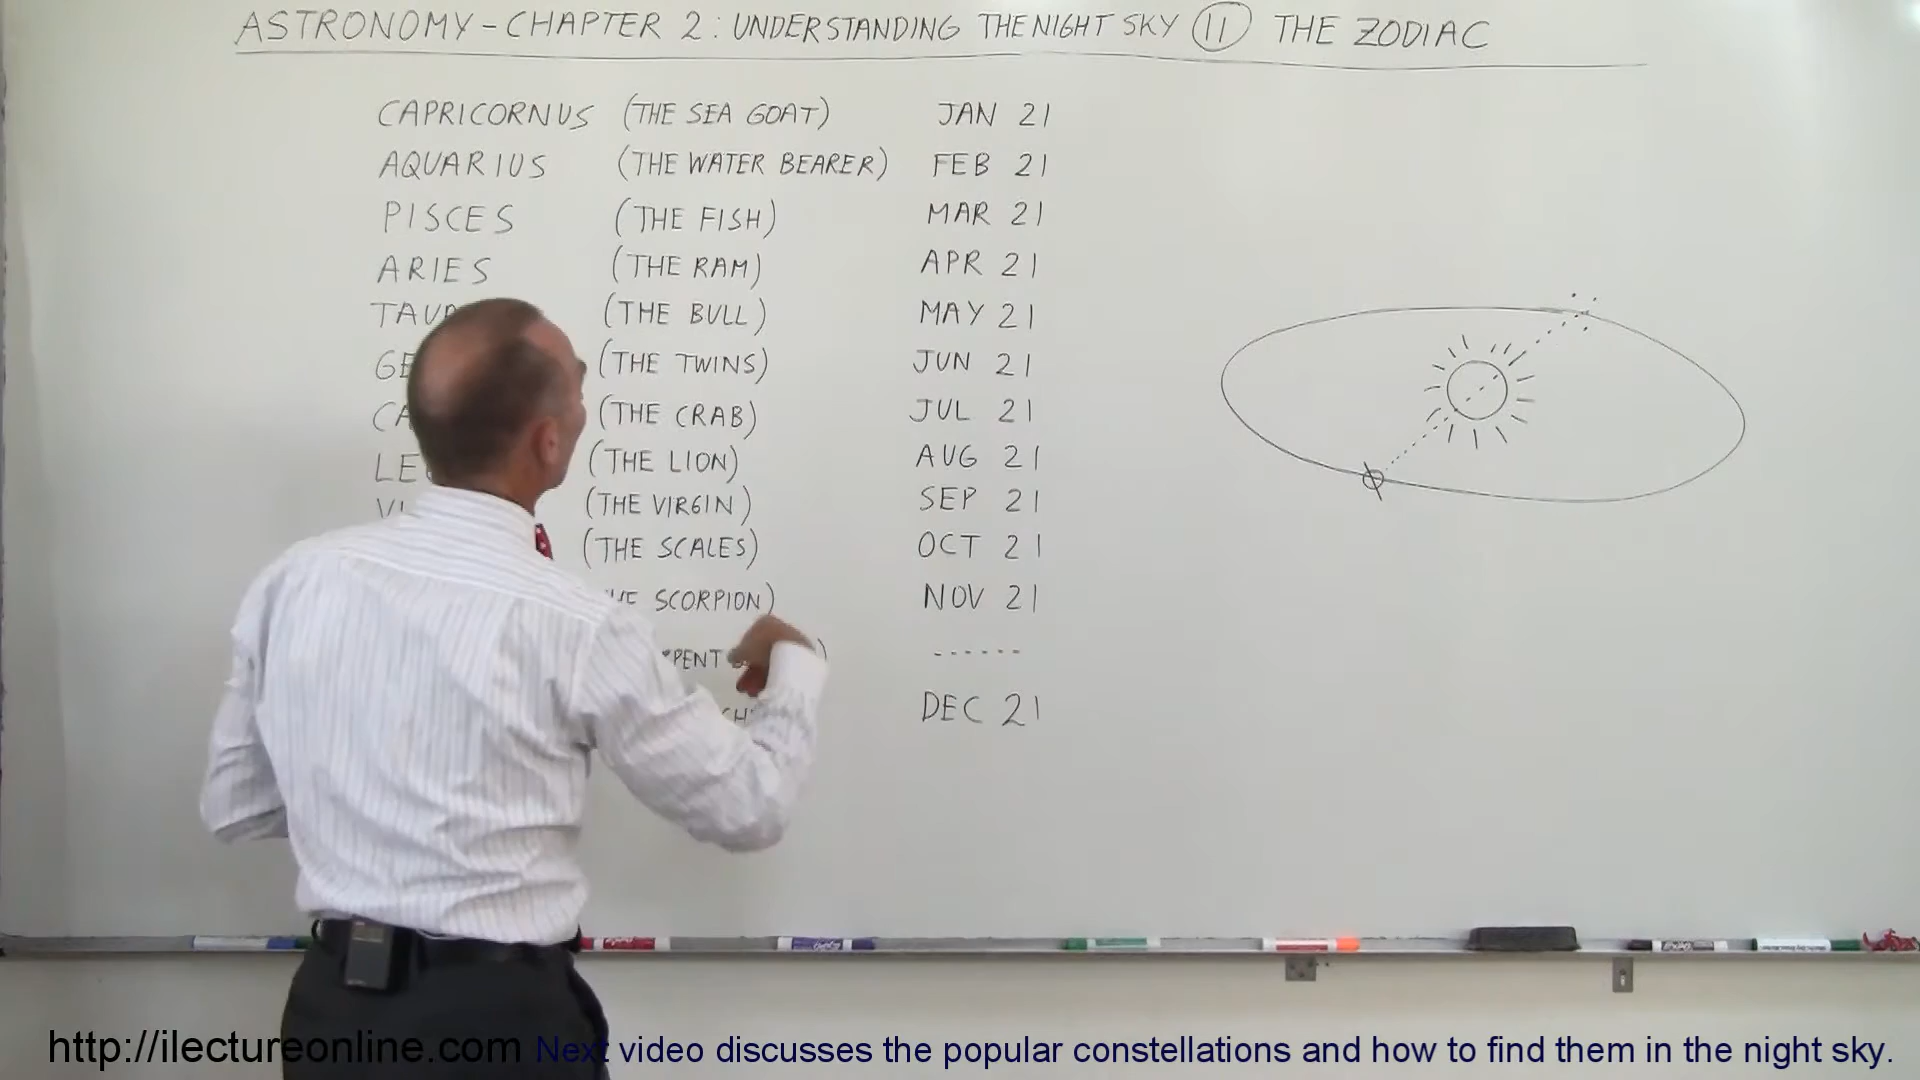 ASTRONOMY - CHAPTER 2: UNDERSTANDING THE NIGHT SKY 11 THE ZODIAC
CAPRICORNUS (THE SEA GOAT) JAN 21
AQUARIUS (THE WATER BEARER) FEB 21
PISCES (THE FISH) MAR 21
ARIES (THE RAM) APR 21
(THE BULL) MAY 21
(THE TWINS) JUN 21
(THE CRAB) JUL 21
(THE LION) AUG 21
(THE VIRGIN) SEP 21
(THE SCALES) OCT 21
SCORPION) NOV 21
------
DEC 21
http://ilectureonline.com Next video discusses the popular constellations and how to find them in the night sky.